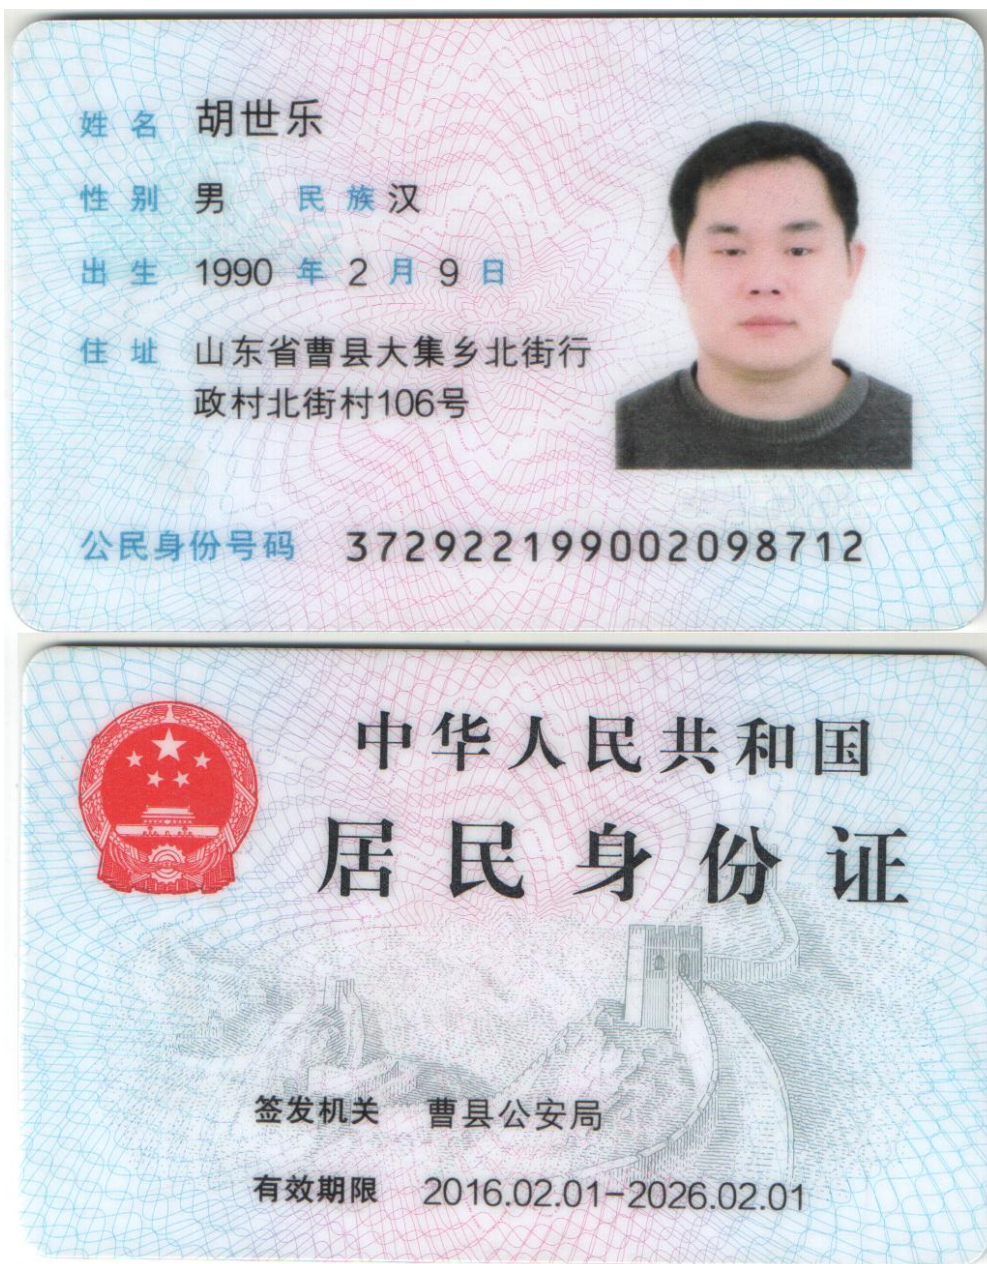 姓名 胡世乐
性别 男 民族 汉
出生 1990 年 2 月 9 日
住址 山东省曹县大集乡北街行
政村北街村106号
公民身份号码 372922199002098712
中华人民共和国
居民身份证
签发机关 曹县公安局
有效期限 2016.02.01-2026.02.01